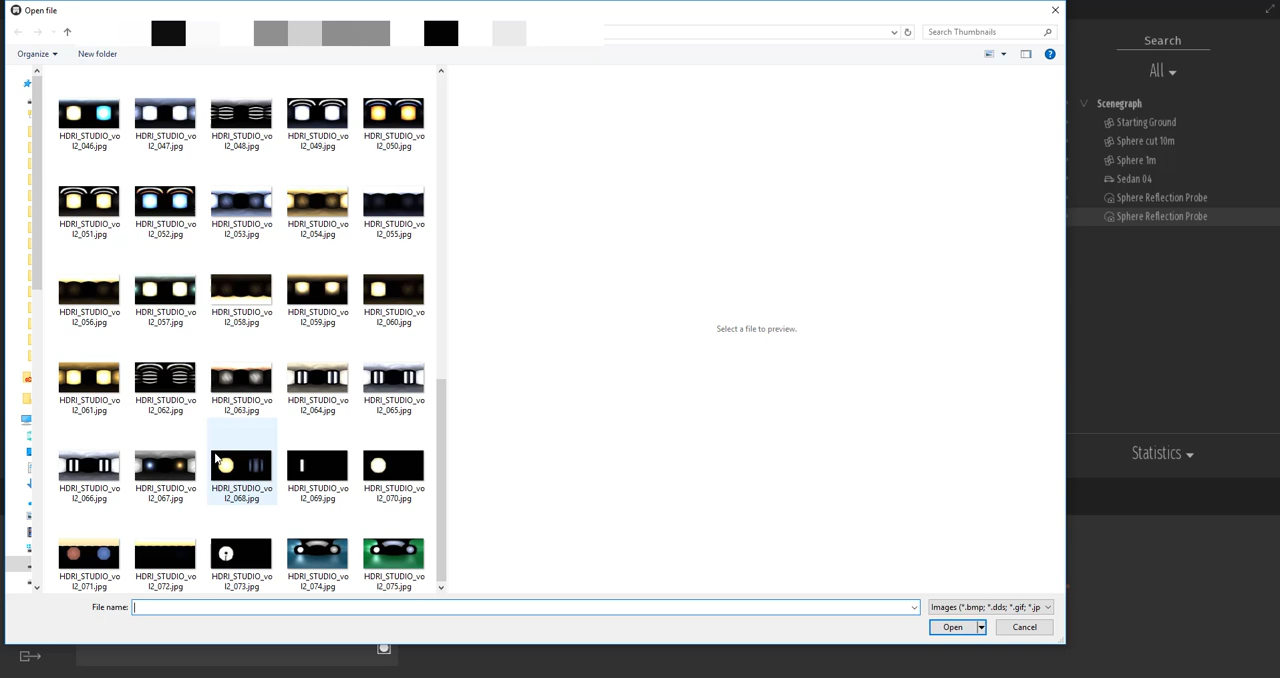 Open file
Search Thumbnails
Organize
New folder
HDRI_STUDIO_vo
l2_046.jpg
HDRI_STUDIO_vo
l2_047.jpg
HDRI_STUDIO_vo
l2_048.jpg
HDRI_STUDIO_vo
l2_049.jpg
HDRI_STUDIO_vo
l2_050.jpg
HDRI_STUDIO_vo
l2_051.jpg
HDRI_STUDIO_vo
l2_052.jpg
HDRI_STUDIO_vo
l2_053.jpg
HDRI_STUDIO_vo
l2_054.jpg
HDRI_STUDIO_vo
l2_055.jpg
HDRI_STUDIO_vo
l2_056.jpg
HDRI_STUDIO_vo
l2_057.jpg
HDRI_STUDIO_vo
l2_058.jpg
HDRI_STUDIO_vo
l2_059.jpg
HDRI_STUDIO_vo
l2_060.jpg
HDRI_STUDIO_vo
l2_061.jpg
HDRI_STUDIO_vo
l2_062.jpg
HDRI_STUDIO_vo
l2_063.jpg
HDRI_STUDIO_vo
l2_064.jpg
HDRI_STUDIO_vo
l2_065.jpg
HDRI_STUDIO_vo
l2_066.jpg
HDRI_STUDIO_vo
l2_067.jpg
HDRI_STUDIO_vo
l2_068.jpg
HDRI_STUDIO_vo
l2_069.jpg
HDRI_STUDIO_vo
l2_070.jpg
HDRI_STUDIO_vo
l2_071.jpg
HDRI_STUDIO_vo
l2_072.jpg
HDRI_STUDIO_vo
l2_073.jpg
HDRI_STUDIO_vo
l2_074.jpg
HDRI_STUDIO_vo
l2_075.jpg
Select a file to preview.
File name:
Images (*.bmp; *.dds; *.gif; *.jp
Open
Cancel
Search
All
Scenegraph
Starting Ground
Sphere cut 10m
Sphere 1m
Sedan 04
Sphere Reflection Probe
Sphere Reflection Probe
Statistics